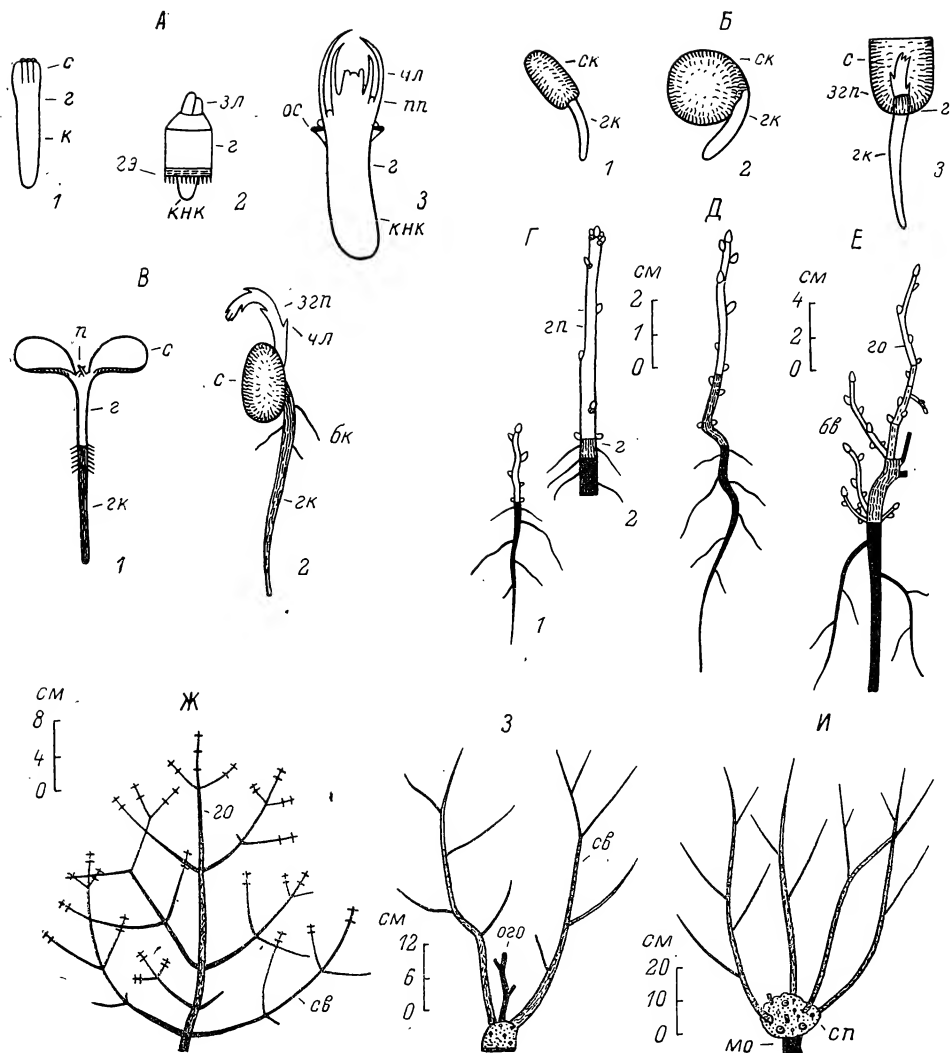 А
с
г
к
1
зл
г
гэ
кнк
2
чл
пп
ос
г
3
кнк
Б
ск
гк
1
ск
гк
2
с
згп
г
гк
3
В
п
с
г
гк
1
згп
чл
с
бк
гк
2
Г
гп
г
2
1
см
2
1
0
Д
Е
см
4
2
0
го
бв
Ж
см
8
4
0
го
св
З
св
ого
см
12
6
0
И
см
20
10
0
мо
сп